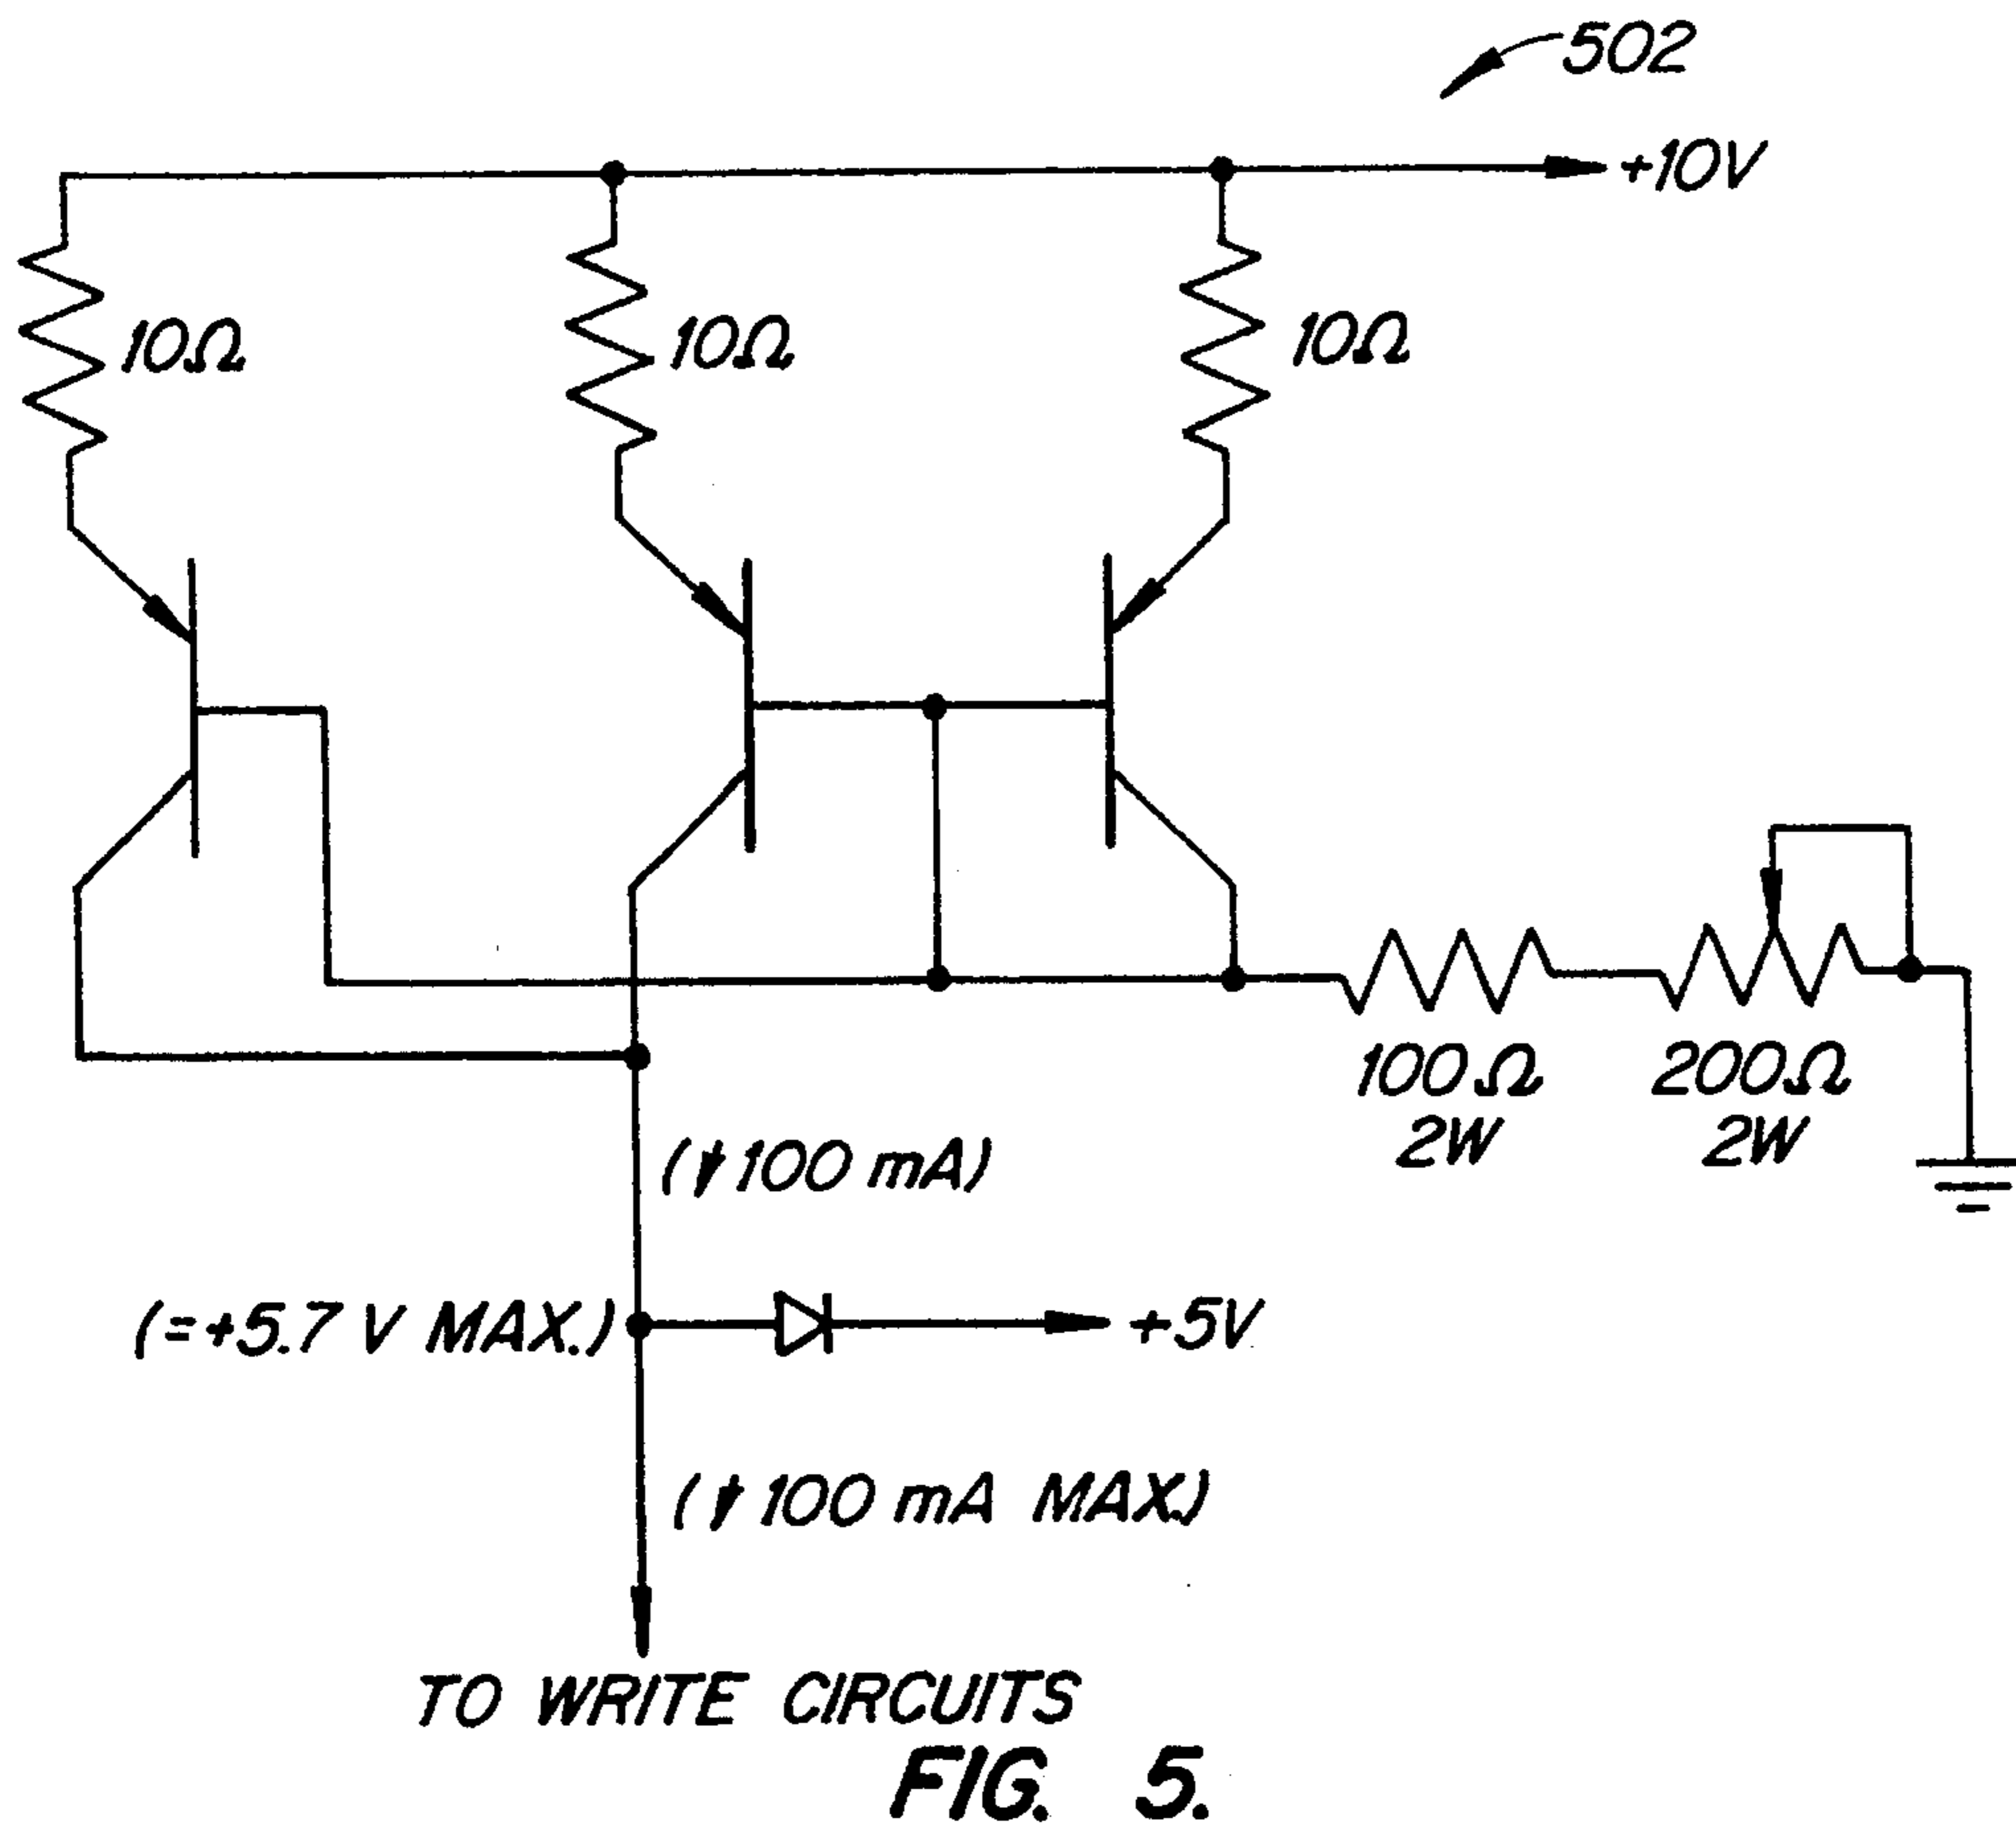 502
+10V
10Ω
10Ω
10Ω
100Ω
2W
200Ω
2W
(↓100 mA)
(=+5.7 V MAX.)
+5V
(↓100 mA MAX.)
TO WRITE CIRCUITS
FIG. 5.